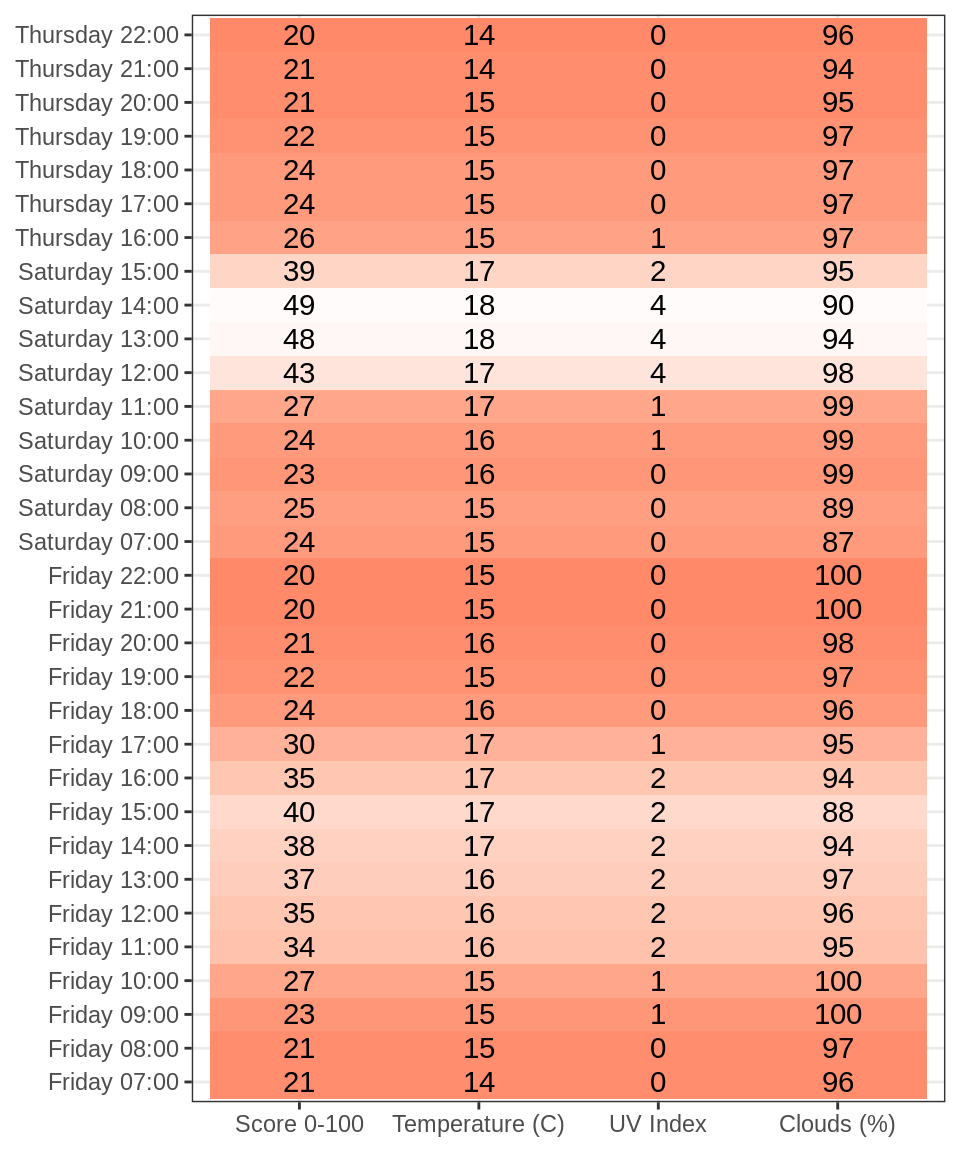 Thursday 22:00 20 14 0 96
Thursday 21:00 21 14 0 94
Thursday 20:00 21 15 0 95
Thursday 19:00 22 15 0 97
Thursday 18:00 24 15 0 97
Thursday 17:00 24 15 0 97
Thursday 16:00 26 15 1 97
Saturday 15:00 39 17 2 95
Saturday 14:00 49 18 4 90
Saturday 13:00 48 18 4 94
Saturday 12:00 43 17 4 98
Saturday 11:00 27 17 1 99
Saturday 10:00 24 16 1 99
Saturday 09:00 23 16 0 99
Saturday 08:00 25 15 0 89
Saturday 07:00 24 15 0 87
Friday 22:00 20 15 0 100
Friday 21:00 20 15 0 100
Friday 20:00 21 16 0 98
Friday 19:00 22 15 0 97
Friday 18:00 24 16 0 96
Friday 17:00 30 17 1 95
Friday 16:00 35 17 2 94
Friday 15:00 40 17 2 88
Friday 14:00 38 17 2 94
Friday 13:00 37 16 2 97
Friday 12:00 35 16 2 96
Friday 11:00 34 16 2 95
Friday 10:00 27 15 1 100
Friday 09:00 23 15 1 100
Friday 08:00 21 15 0 97
Friday 07:00 21 14 0 96
Score 0-100 Temperature (C) UV Index Clouds (%)